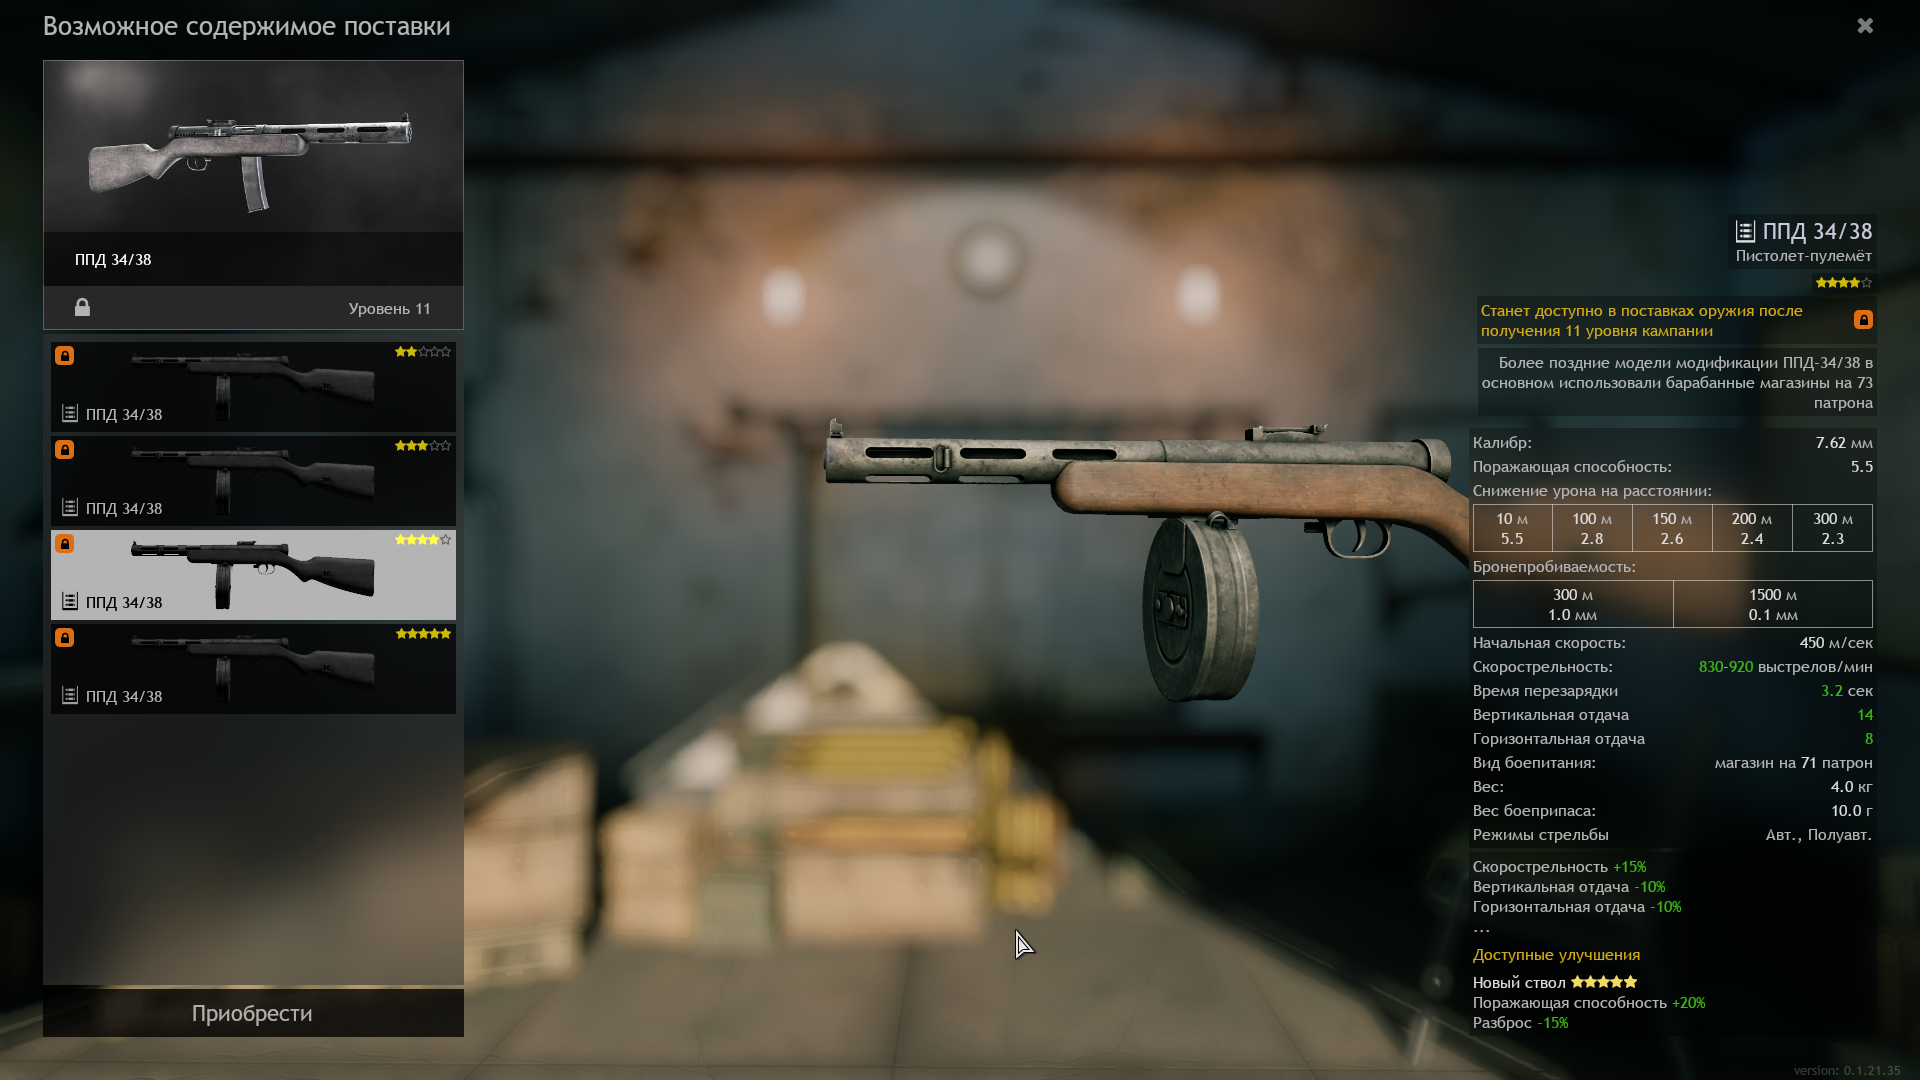 Возможное содержимое поставки
ППД 34/38
Уровень 11
ППД 34/38
ППД 34/38
ППД 34/38
ППД 34/38
Приобрести
ППД 34/38
Пистолет-пулемёт
Станет доступно в поставках оружия после
получения 11 уровня кампании
Более поздние модели модификации ППД-34/38 в
основном использовали барабанные магазины на 73
патрона
Калибр: 7.62 мм
Поражающая способность: 5.5
Снижение урона на расстоянии:
10 м 100 м 150 м 200 м 300 м
5.5 2.8 2.6 2.4 2.3
Бронепробиваемость:
300 м 1500 м
1.0 мм 0.1 мм
Начальная скорость: 450 м/сек
Скорострельность: 830-920 выстрелов/мин
Время перезарядки 3.2 сек
Вертикальная отдача 14
Горизонтальная отдача 8
Вид боепитания: магазин на 71 патрон
Вес: 4.0 кг
Вес боеприпаса: 10.0 г
Режимы стрельбы Авт., Полуавт.
Скорострельность +15%
Вертикальная отдача -10%
Горизонтальная отдача -10%
...
Доступные улучшения
Новый ствол
Поражающая способность +20%
Разброс -15%
version: 0.1.21.35